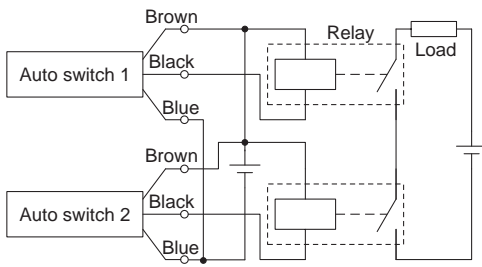 Brown
Relay
Load
Auto switch 1
Black
Blue
Brown
Auto switch 2
Black
Blue